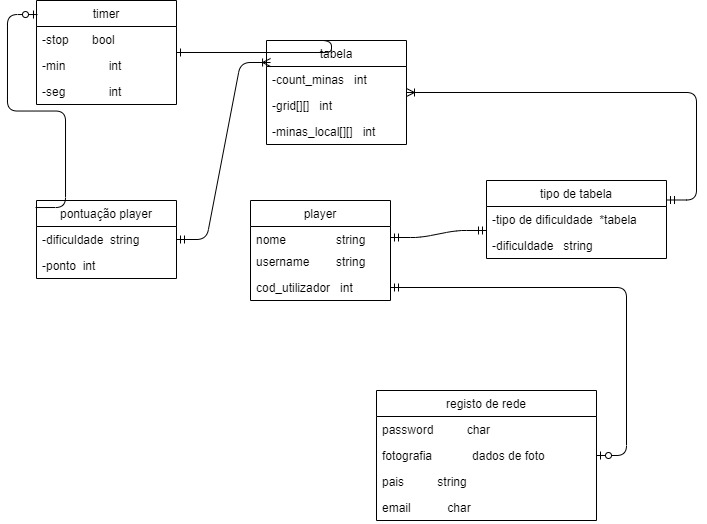 timer
-stop bool
-min int
-seg int
tabela
-count_minas int
-grid[][] int
-minas_local[][] int
tipo de tabela
-tipo de dificuldade *tabela
-dificuldade string
pontuação player
-dificuldade string
-ponto int
player
nome string
username string
cod_utilizador int
registo de rede
password char
fotografia dados de foto
pais string
email char